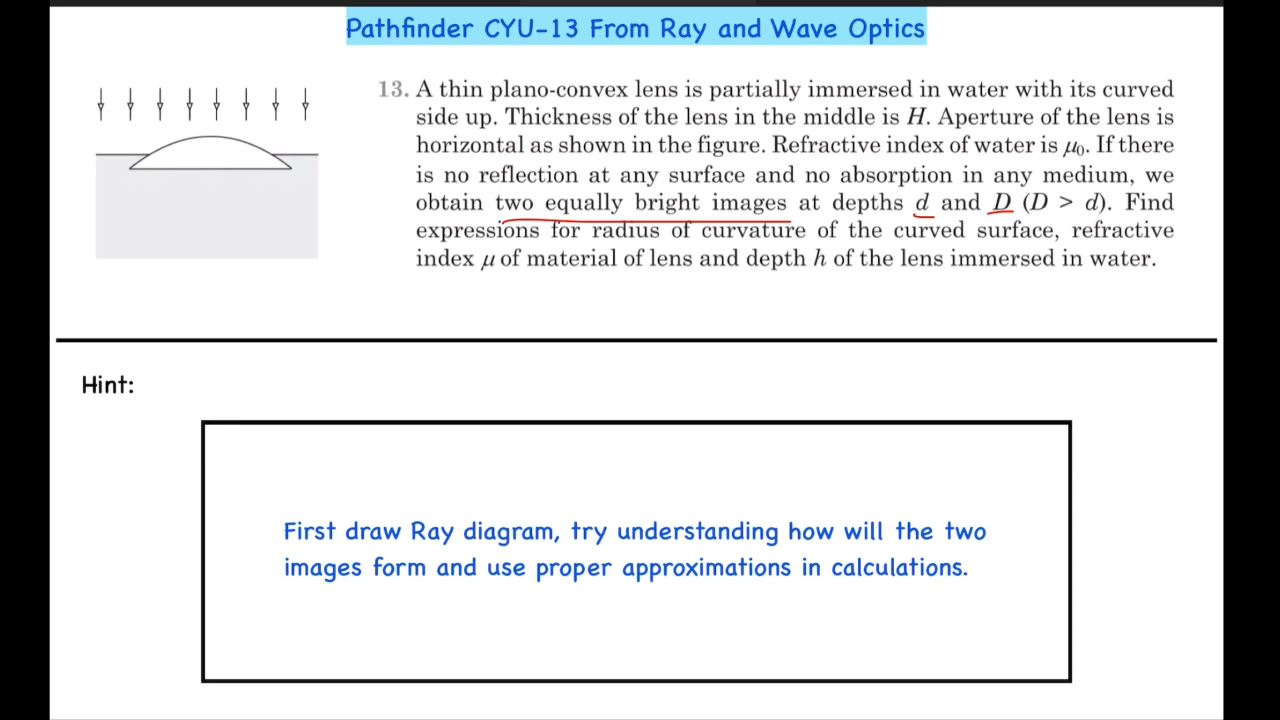 Pathfinder CYU-13 From Ray and Wave Optics
13. A thin plano-convex lens is partially immersed in water with its curved
side up. Thickness of the lens in the middle is H. Aperture of the lens is
horizontal as shown in the figure. Refractive index of water is μ₀. If there
is no reflection at any surface and no absorption in any medium, we
obtain two equally bright images at depths d and D (D > d). Find
expressions for radius of curvature of the curved surface, refractive
index μ of material of lens and depth h of the lens immersed in water.
Hint:
First draw Ray diagram, try understanding how will the two
images form and use proper approximations in calculations.